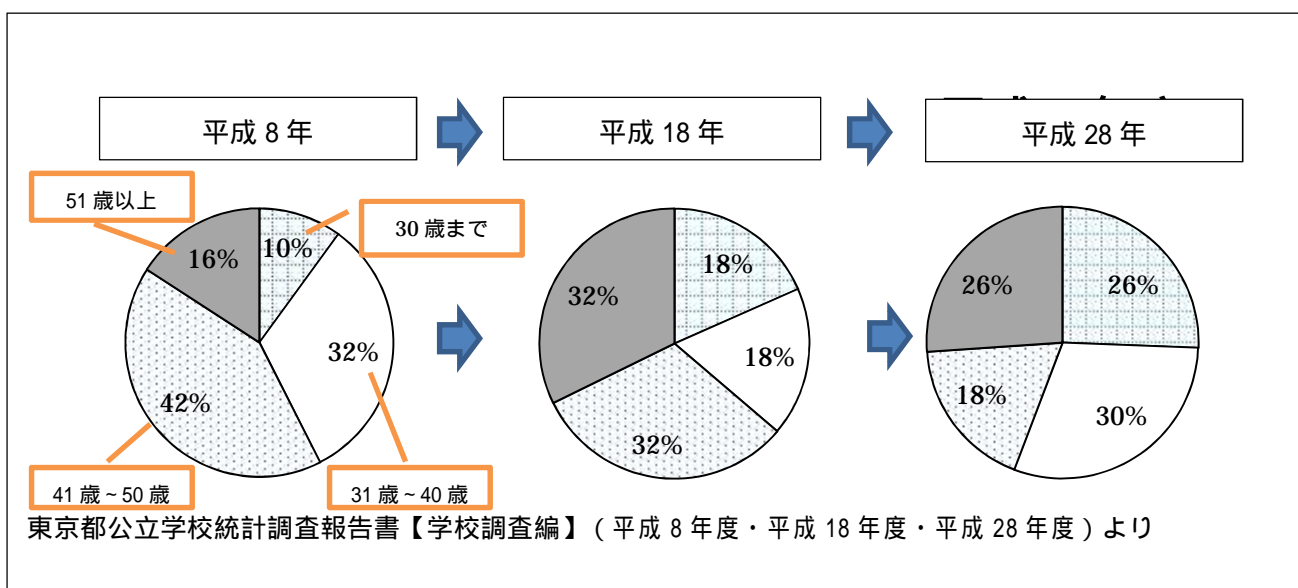 平成 8 年
平成 18 年
平成 28 年
51 歳以上
30 歳まで
16%
10%
32%
42%
41 歳~50 歳
31 歳~40 歳
32%
18%
18%
32%
26%
26%
18%
30%
東京都公立学校統計調査報告書【学校調査編】(平成 8 年度・平成 18 年度・平成 28 年度)より